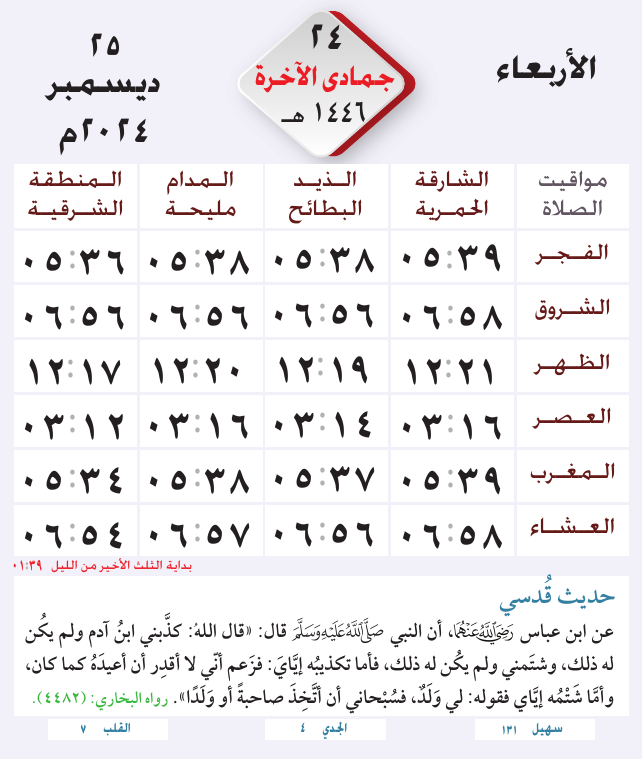 الأربعاء
٢٤
جمادى الآخرة
١٤٤٦ هـ
٢٥
ديسمبر
٢٠٢٤م
مواقيت الصلاة
الشارقة الحمرية
الذيد البطائح
المدام مليحة
المنطقة الشرقية
الفجر ٠٥:٣٩ ٠٥:٣٨ ٠٥:٣٨ ٠٥:٣٦
الشروق ٠٦:٥٨ ٠٦:٥٦ ٠٦:٥٦ ٠٦:٥٦
الظهر ١٢:٢١ ١٢:١٩ ١٢:٢٠ ١٢:١٧
العصر ٠٣:١٦ ٠٣:١٤ ٠٣:١٦ ٠٣:١٢
المغرب ٠٥:٣٩ ٠٥:٣٧ ٠٥:٣٨ ٠٥:٣٤
العشاء ٠٦:٥٨ ٠٦:٥٦ ٠٦:٥٧ ٠٦:٥٤
بداية الثلث الأخير من الليل ٠١:٣٩
حديث قُدسي
عن ابن عباس رَضِيَ اللَّهُ عَنْهُمَا، أن النبي صَلَّى اللَّهُ عَلَيْهِ وَسَلَّمَ قال: «قال اللهُ: كذَّبني ابنُ آدم ولم يكُن
له ذلك، وشتَمني ولم يكُن له ذلك، فأما تكذيبُه إيَّايَ: فزَعم أنّي لا أقدِر أن أعيدَهُ كما كان،
وأمَّا شَتْمُه إيَّاي فقوله: لي وَلَدٌ، فسُبْحاني أن أتَّخِذَ صاحبةً أو وَلَدًا». رواه البخاري: (٤٤٨٢).
سهيل ١٣١
الجدي ٤
القلب ٧